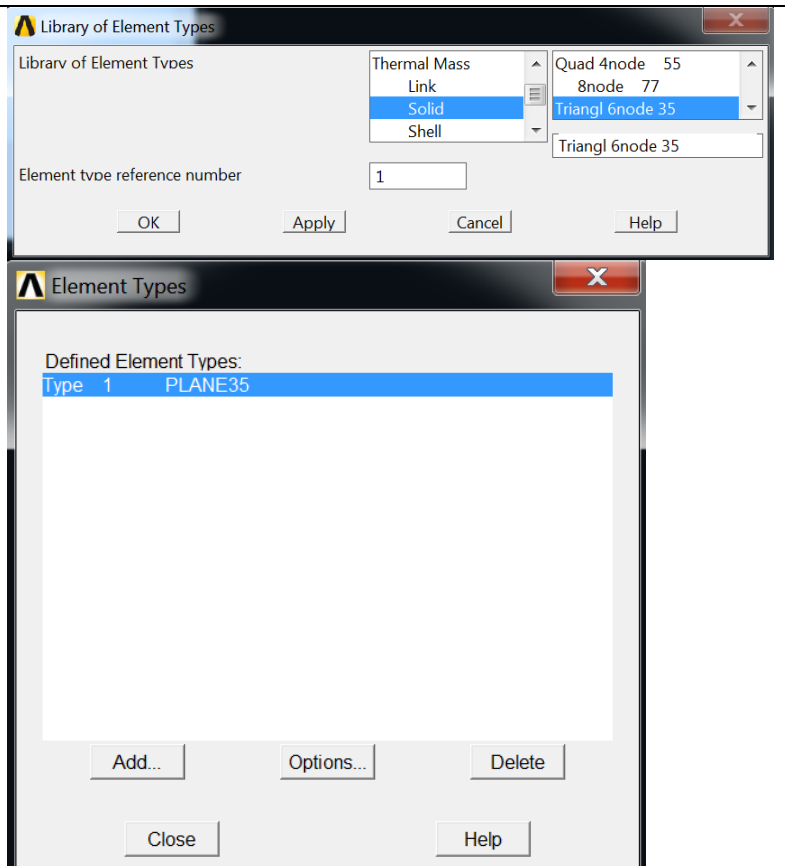 Library of Element Types
Library of Element Types
Thermal Mass
Link
Solid
Shell
Quad 4node 55
8node 77
Triangl 6node 35
Triangl 6node 35
Element type reference number
1
OK Apply Cancel Help
Element Types
Defined Element Types:
Type 1 PLANE35
Add... Options... Delete
Close Help